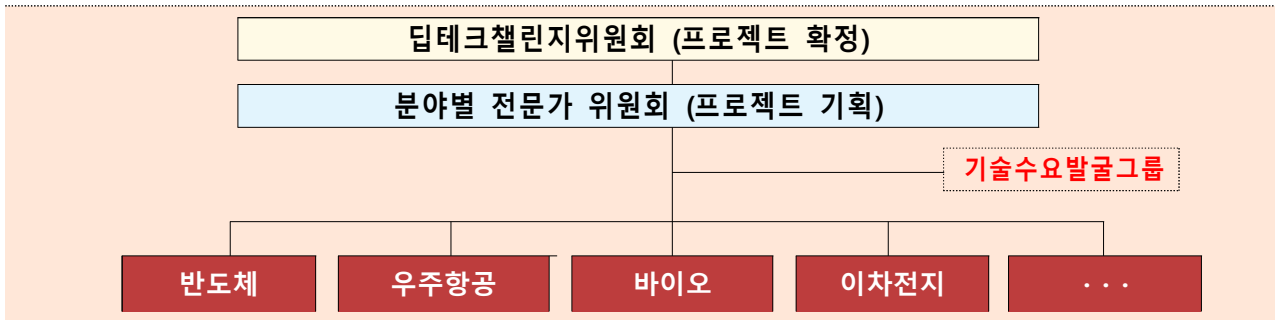 딥테크챌린지위원회 (프로젝트 확정)
분야별 전문가 위원회 (프로젝트 기획)
기술수요발굴그룹
반도체
우주항공
바이오
이차전지
· · ·